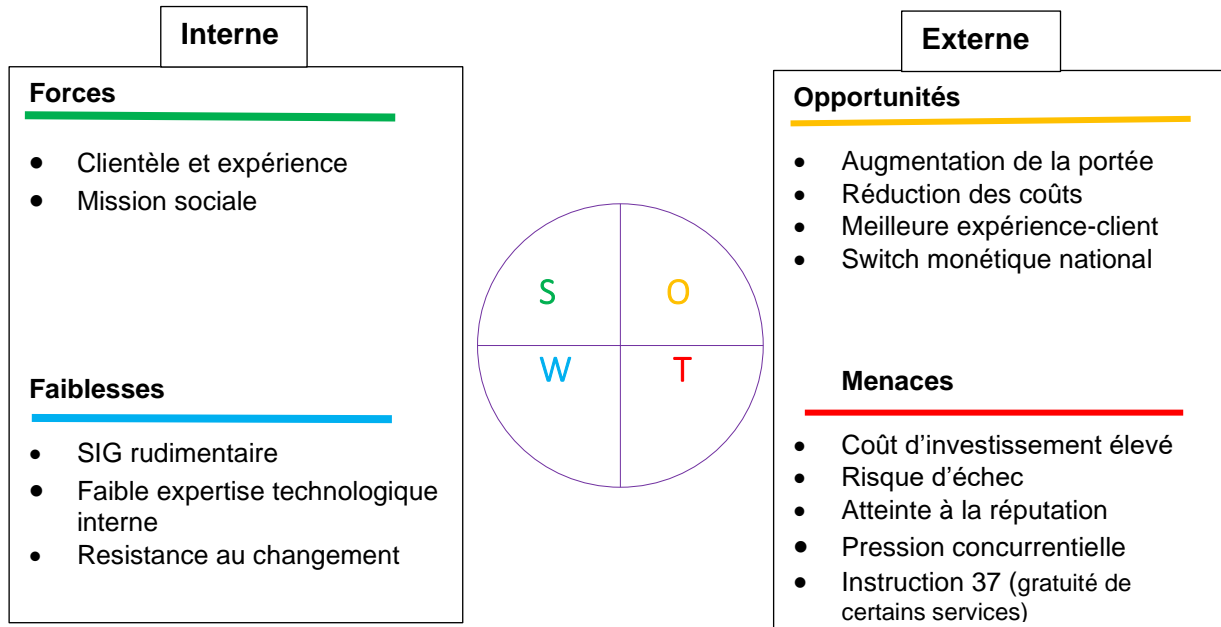 Interne
Forces
• Clientèle et expérience
• Mission sociale
Faiblesses
• SIG rudimentaire
• Faible expertise technologique
interne
• Resistance au changement
S
O
W
T
Externe
Opportunités
• Augmentation de la portée
• Réduction des coûts
• Meilleure expérience-client
• Switch monétique national
Menaces
• Coût d’investissement élevé
• Risque d’échec
• Atteinte à la réputation
• Pression concurrentielle
• Instruction 37 (gratuité de
certains services)